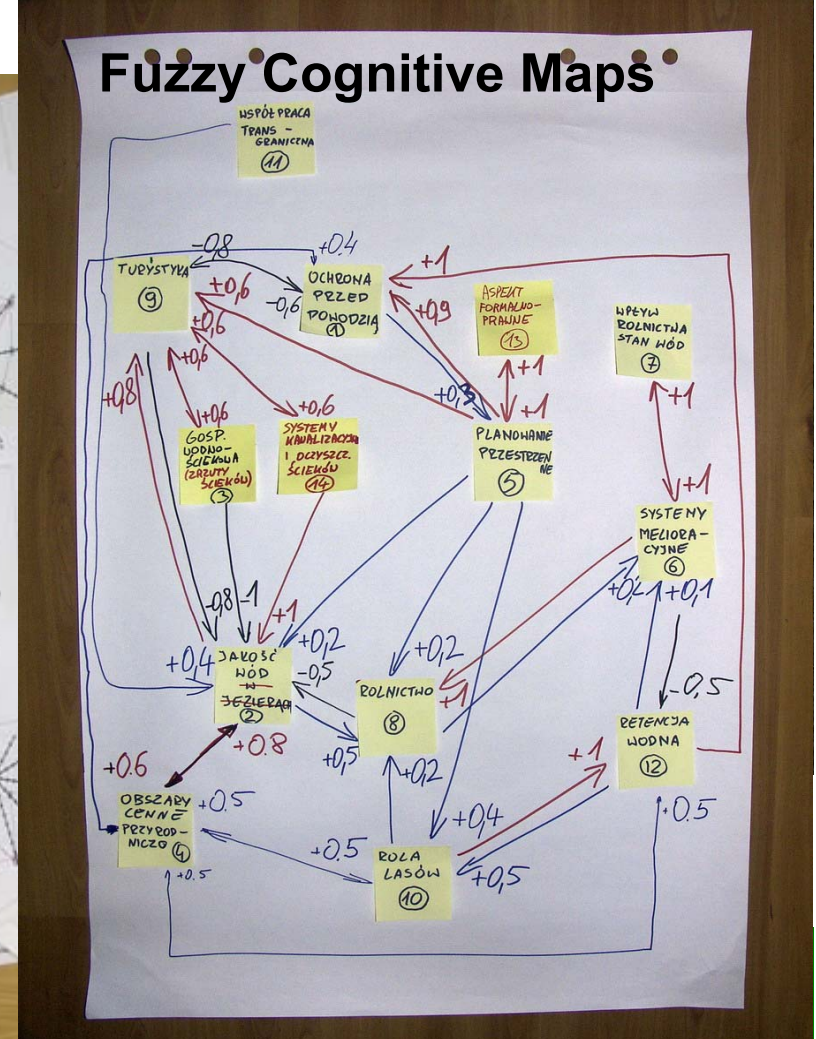 Fuzzy Cognitive Maps
WSPÓŁPRACA
TRANS -
GRANICZNA
11
-0,8
+0.4
TURYSTYKA
9
OCHRONA
PRZED
POWODZIĄ
1
-0,6
+1
+0,9
+0,6
+0,6
+0,6
ASPEKT
FORMALNO-
PRAWNE
13
WPŁYW
ROLNICTWA
STAN WÓD
7
+1
+1
+1
+1
+0,8
+0,6
+0,6
GOSP.
WODNO-
ŚCIEKOWA
(ZRZUTY
ŚCIEKÓW)
3
SYSTEMY
KANALIZACYJN
I OCZYSZCZ.
ŚCIEKÓW
14
PLANOWANIE
PRZESTRZEN
NE
5
SYSTEMY
MELIORA-
CYJNE
6
+0,1
-0,8
-1
+1
+0,2
+0,4
JAKOŚĆ
WÓD
W
JEZIORACH
2
-0,5
+0,5
+0,2
ROLNICTWO
8
+1
-0,5
RETENCJA
WODNA
12
+0.8
+0.6
+0,2
+1
OBSZARY
CENNE
PRZYROD-
NICZO
4
+0.5
+0.5
+0.5
+0,4
+0,5
+0.5
ROLA
LASÓW
10